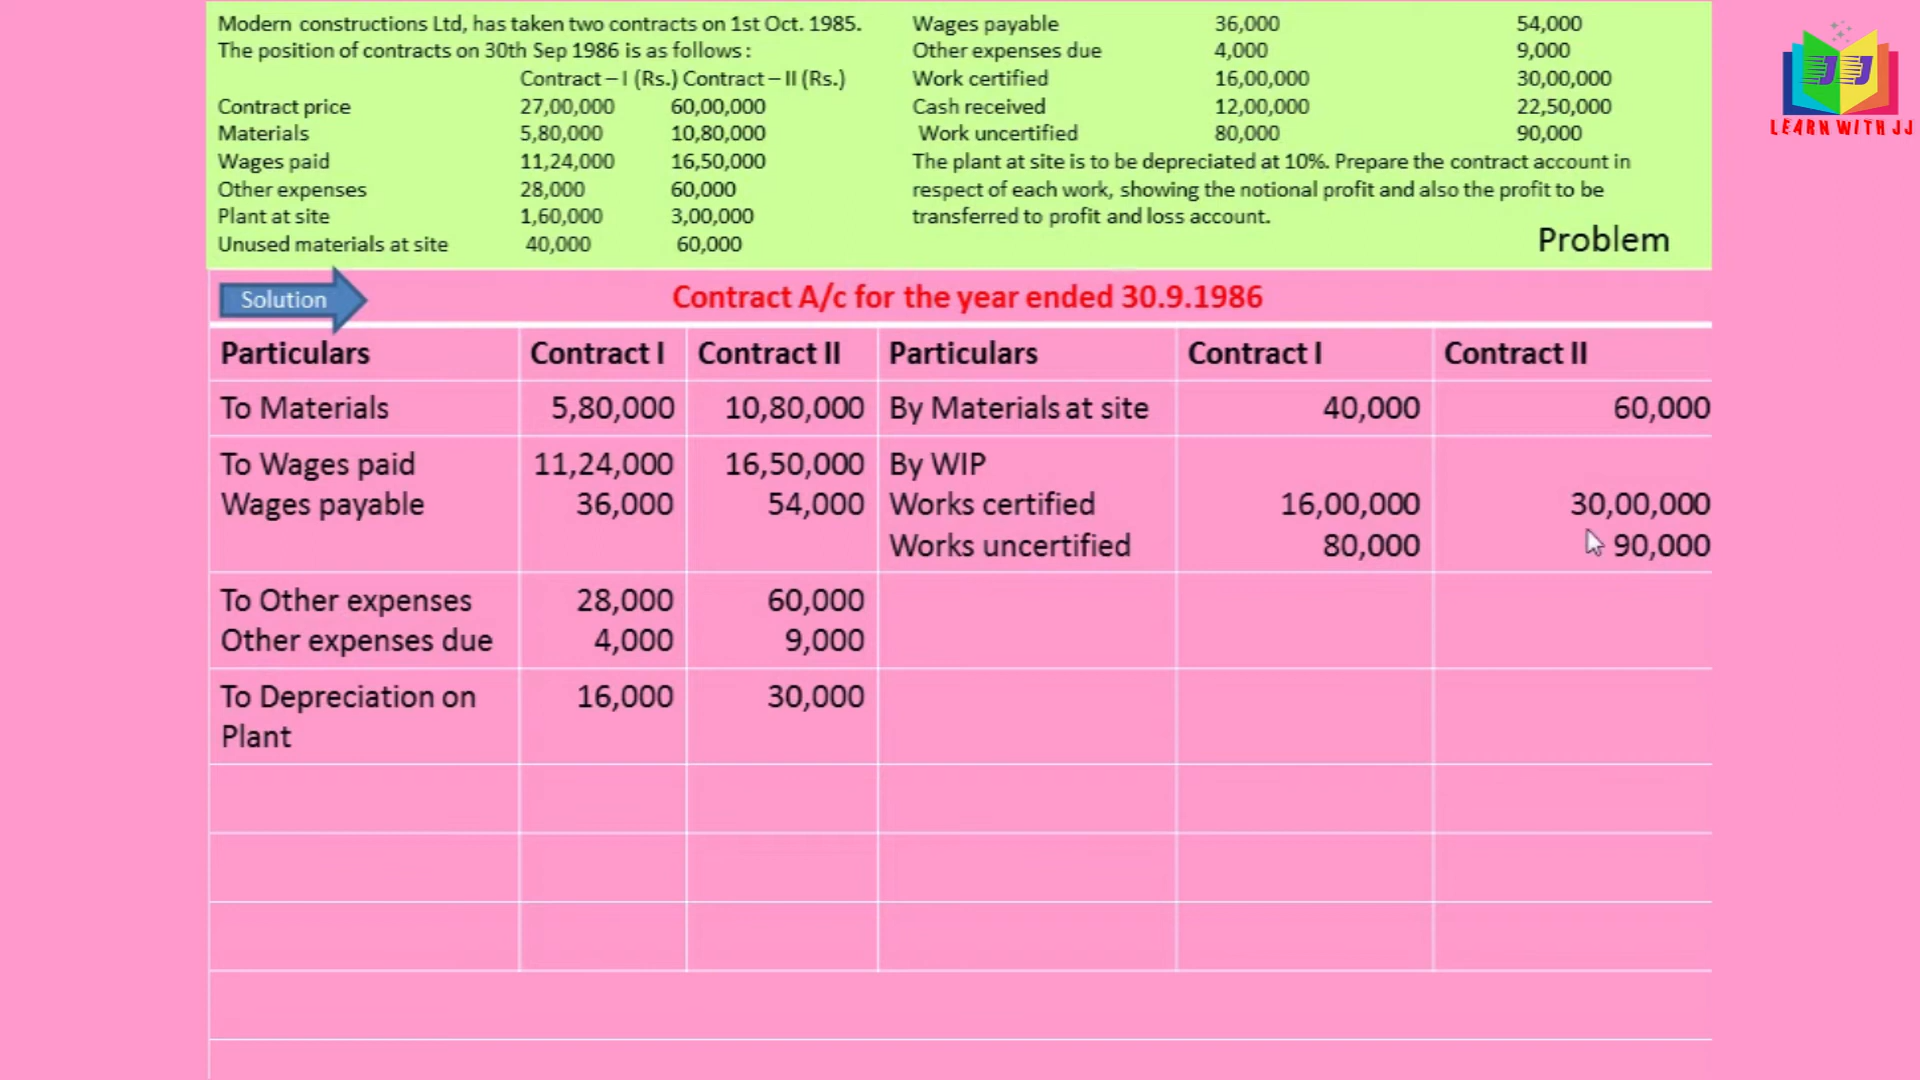 Modern constructions Ltd, has taken two contracts on 1st Oct. 1985.
The position of contracts on 30th Sep 1986 is as follows :
Contract – I (Rs.) Contract – II (Rs.)
Contract price 27,00,000 60,00,000
Materials 5,80,000 10,80,000
Wages paid 11,24,000 16,50,000
Other expenses 28,000 60,000
Plant at site 1,60,000 3,00,000
Unused materials at site 40,000 60,000
Wages payable 36,000 54,000
Other expenses due 4,000 9,000
Work certified 16,00,000 30,00,000
Cash received 12,00,000 22,50,000
Work uncertified 80,000 90,000
The plant at site is to be depreciated at 10%. Prepare the contract account in
respect of each work, showing the notional profit and also the profit to be
transferred to profit and loss account.
Problem
JJ
LEARN WITH JJ
Solution
Contract A/c for the year ended 30.9.1986
Particulars Contract I Contract II Particulars Contract I Contract II
To Materials 5,80,000 10,80,000 By Materials at site 40,000 60,000
To Wages paid 11,24,000 16,50,000 By WIP
Wages payable 36,000 54,000 Works certified 16,00,000 30,00,000
Works uncertified 80,000 90,000
To Other expenses 28,000 60,000
Other expenses due 4,000 9,000
To Depreciation on 16,000 30,000
Plant